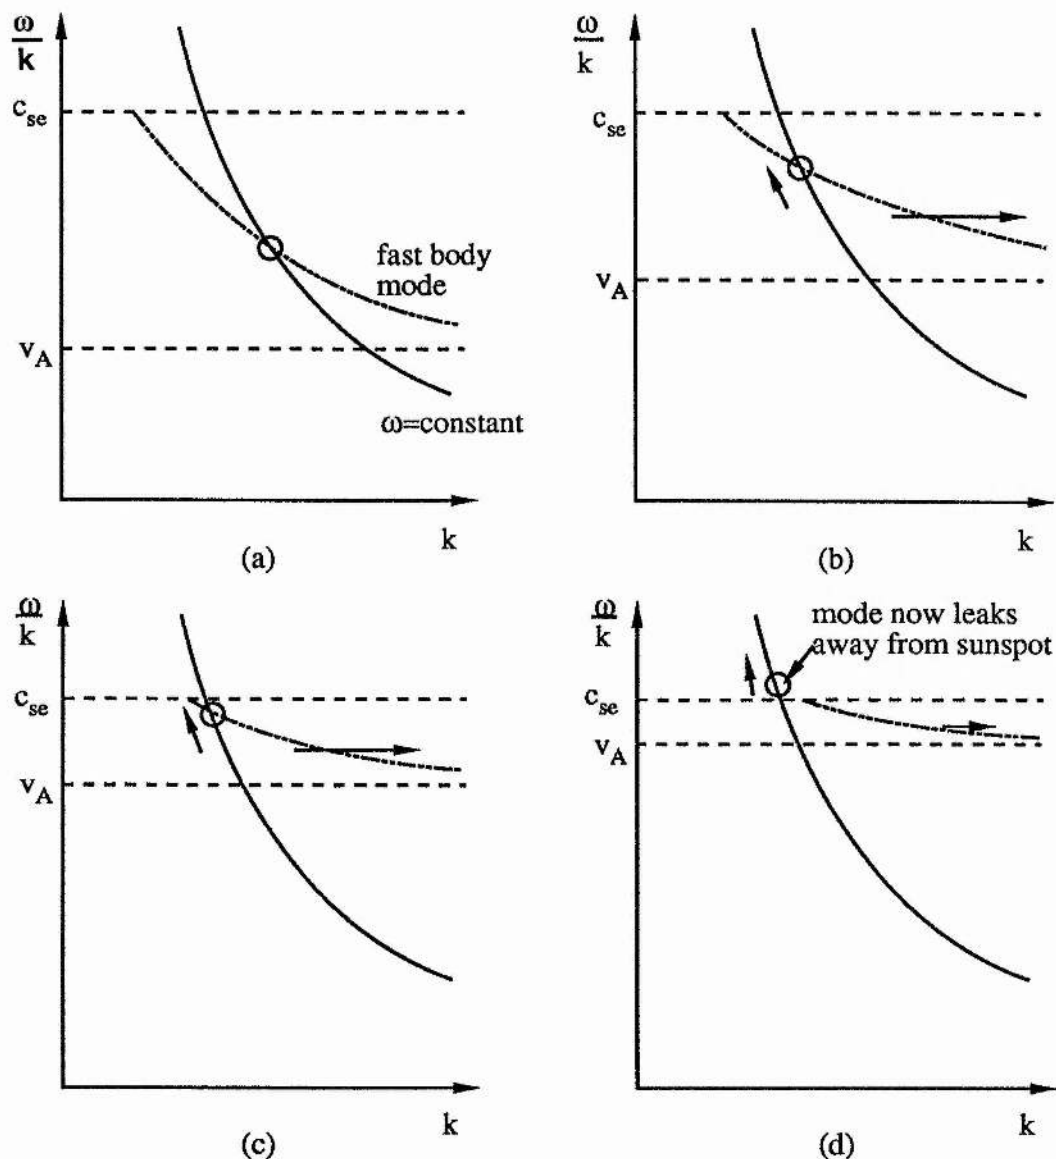 ω
k
c_se
fast body
mode
v_A
ω=constant
k
(a)
ω
k
c_se
v_A
k
(b)
ω
k
c_se
v_A
k
(c)
ω
k
mode now leaks
away from sunspot
c_se
v_A
k
(d)